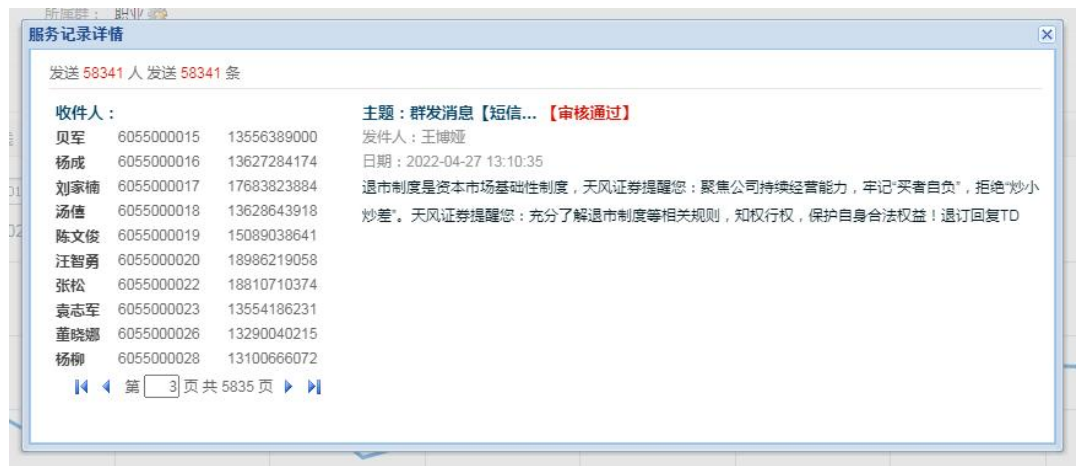 所属群： 职业
服务记录详情
发送 58341 人 发送 58341 条
收件人：
贝军 6055000015 13556389000
杨成 6055000016 13627284174
刘家楠 6055000017 17683823884
汤僖 6055000018 13628643918
陈文俊 6055000019 15089038641
汪智勇 6055000020 18986219058
张松 6055000022 18810710374
袁志军 6055000023 13554186231
董晓娜 6055000026 13290040215
杨柳 6055000028 13100666072
第 3 页 共 5835 页
主题：群发消息【短信... 【审核通过】
发件人：王博娅
日期：2022-04-27 13:10:35
退市制度是资本市场基础性制度，天风证券提醒您：聚焦公司持续经营能力，牢记“买者自负”，拒绝“炒小
炒差”。天风证券提醒您：充分了解退市制度等相关规则，知权行权，保护自身合法权益！退订回复TD